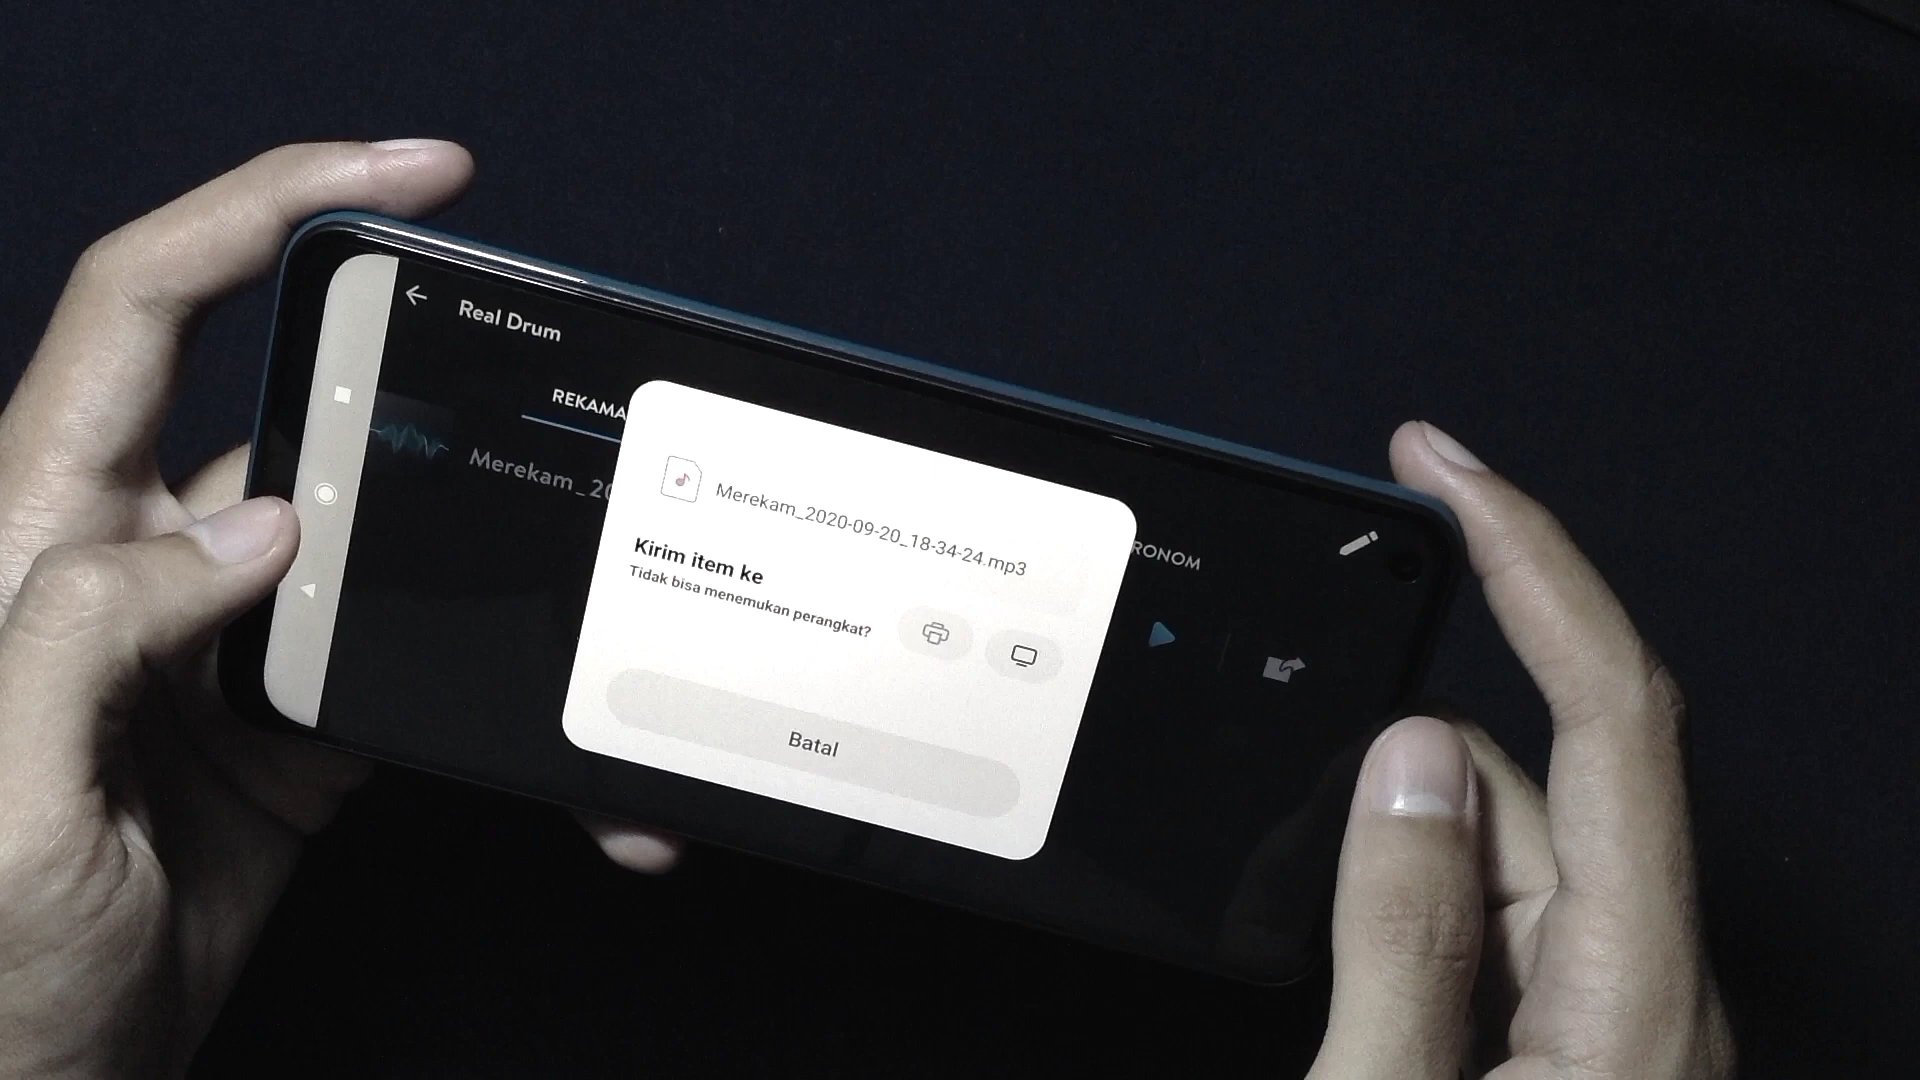 Real Drum
REKAMA
RONOM
Merekam_20
Merekam_2020-09-20_18-34-24.mp3
Kirim item ke
Tidak bisa menemukan perangkat?
Batal